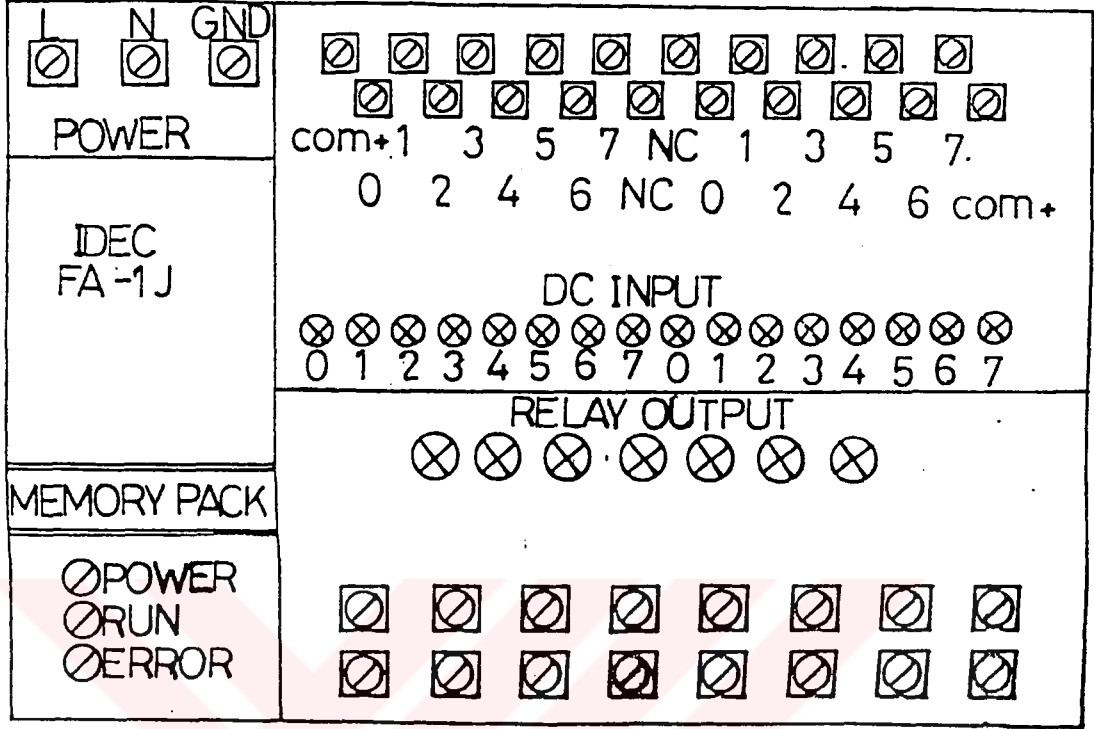 L N GND
POWER
IDEC
FA-1J
MEMORY PACK
POWER
RUN
ERROR
com+ 1 3 5 7 NC 1 3 5 7
0 2 4 6 NC 0 2 4 6 com+
DC INPUT
0 1 2 3 4 5 6 7 0 1 2 3 4 5 6 7
RELAY OUTPUT